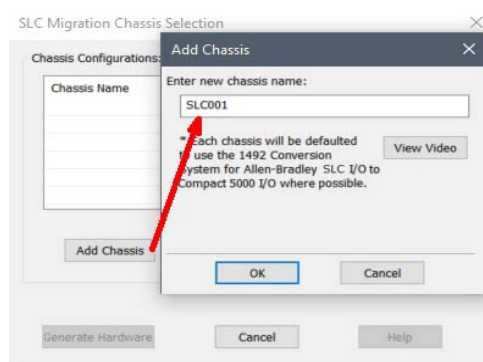 SLC Migration Chassis Selection
Chassis Configurations:
Chassis Name
Add Chassis
Add Chassis
Enter new chassis name:
SLC001
* Each chassis will be defaulted
to use the 1492 Conversion
System for Allen-Bradley SLC I/O to
Compact 5000 I/O where possible.
View Video
OK
Cancel
Generate Hardware
Cancel
Help